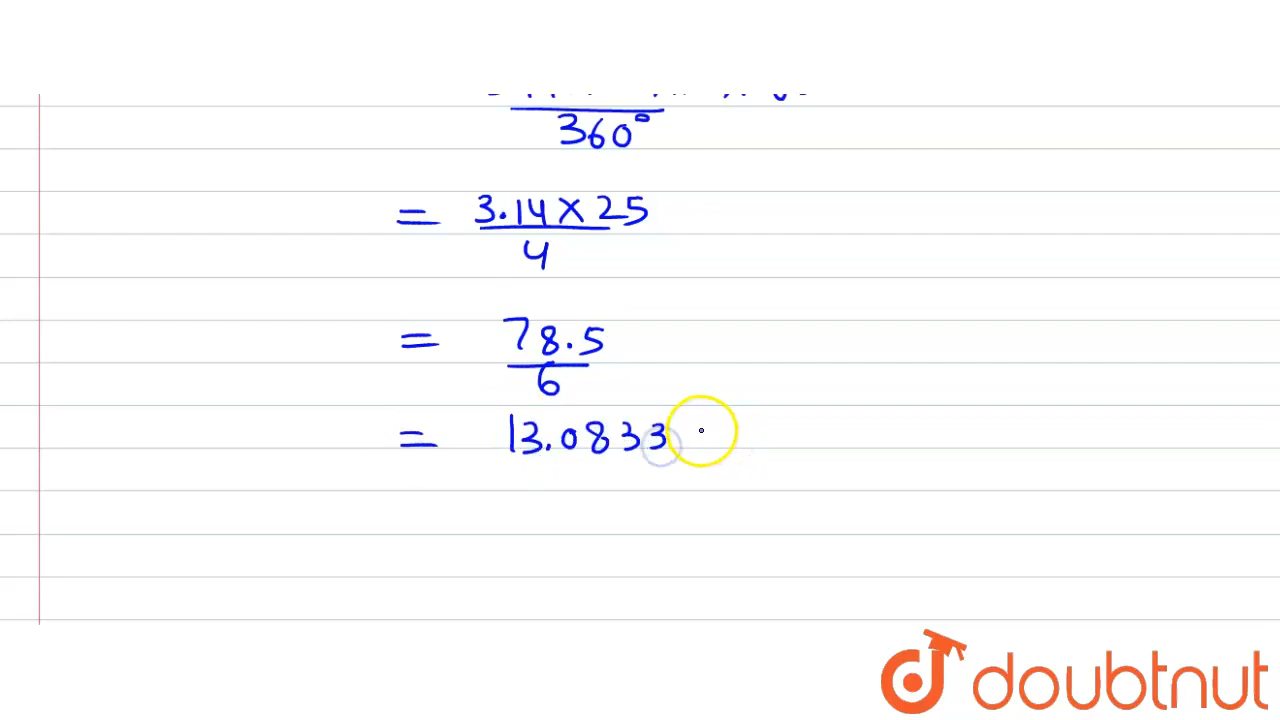 360°
= 3.14 × 25
4
= 78.5
6
= 13.0833
doubtnut